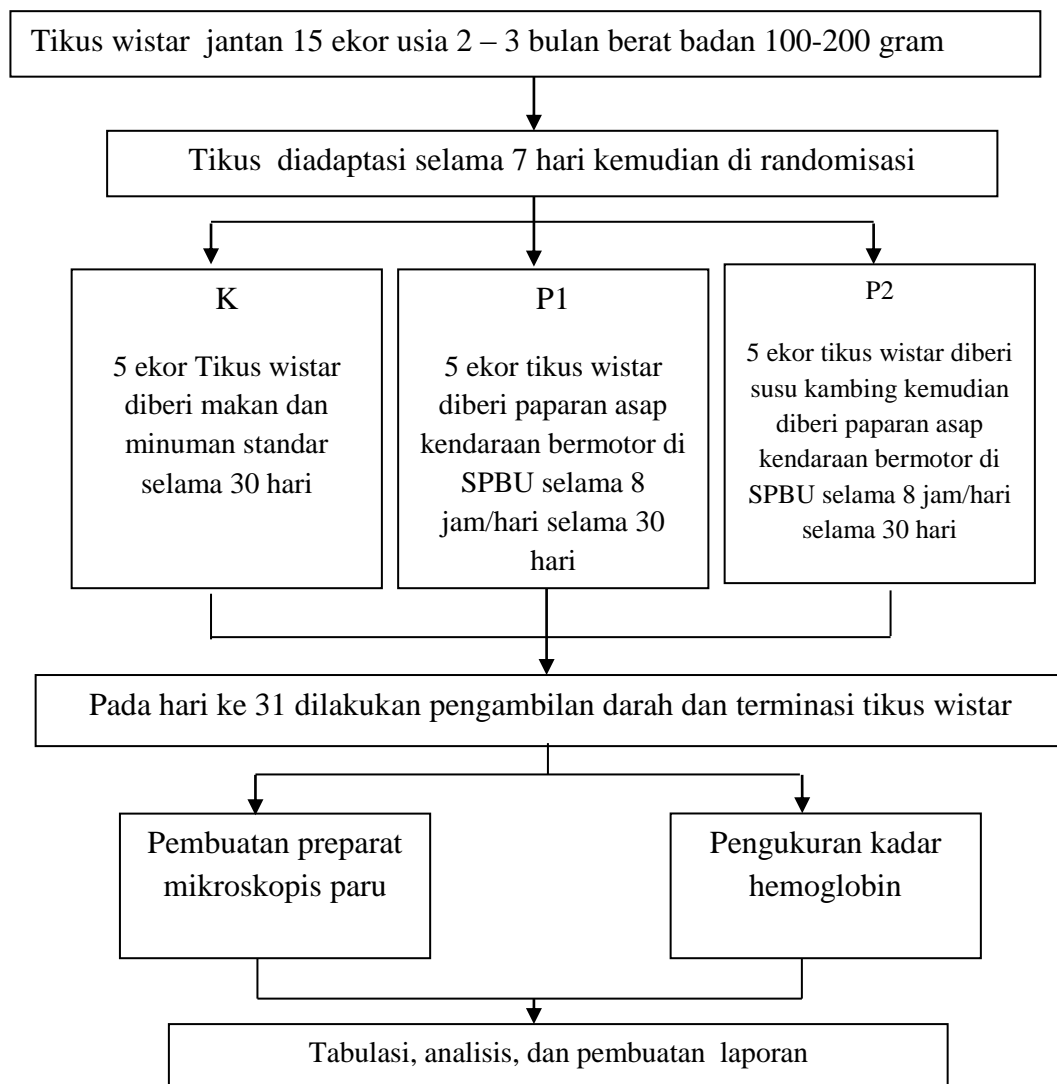 Tikus wistar jantan 15 ekor usia 2 – 3 bulan berat badan 100-200 gram
Tikus diadaptasi selama 7 hari kemudian di randomisasi
K
5 ekor Tikus wistar
diberi makan dan
minuman standar
selama 30 hari
P1
5 ekor tikus wistar
diberi paparan asap
kendaraan bermotor di
SPBU selama 8
jam/hari selama 30
hari
P2
5 ekor tikus wistar diberi
susu kambing kemudian
diberi paparan asap
kendaraan bermotor di
SPBU selama 8 jam/hari
selama 30 hari
Pada hari ke 31 dilakukan pengambilan darah dan terminasi tikus wistar
Pembuatan preparat
mikroskopis paru
Pengukuran kadar
hemoglobin
Tabulasi, analisis, dan pembuatan laporan